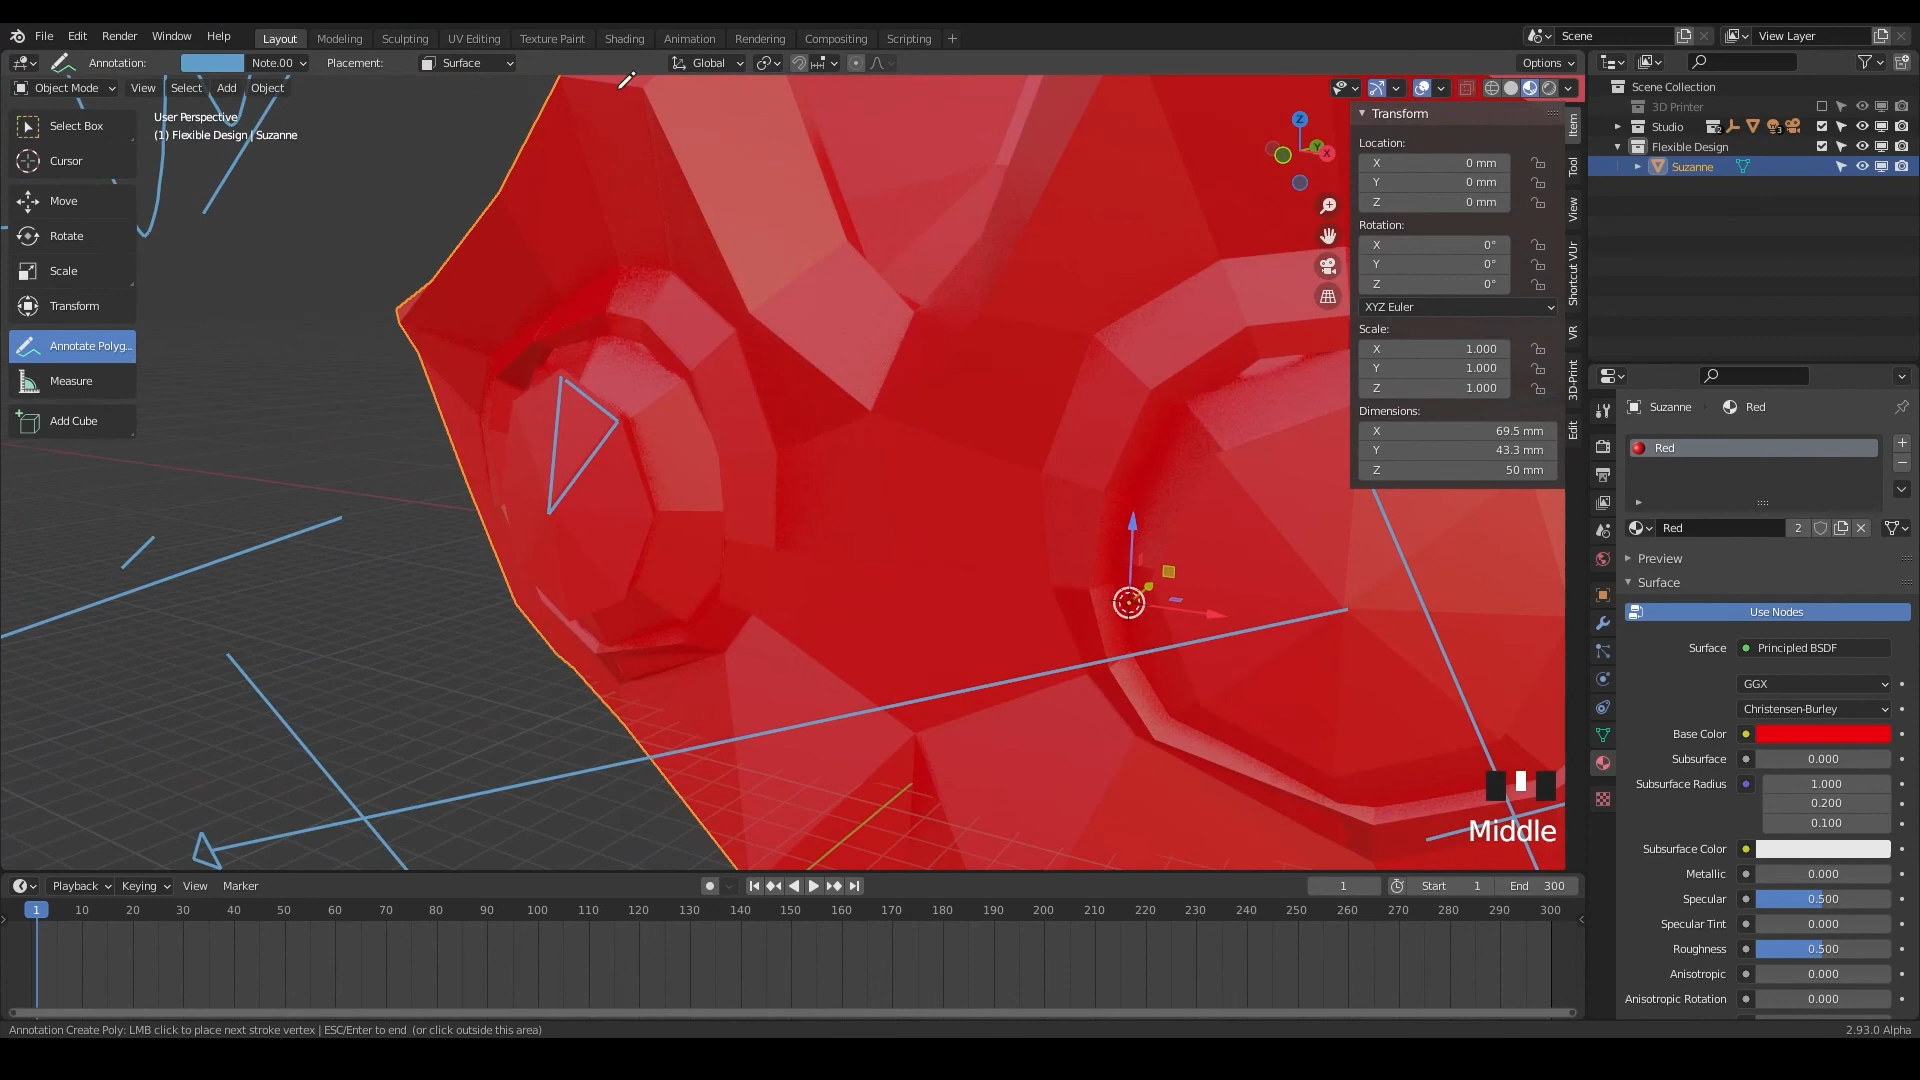 File Edit Render Window Help Layout Modeling Sculpting UV Editing Texture Paint Shading Animation Rendering Compositing Scripting + Scene View Layer
Annotation: Note.00 Placement: Surface Global Options
Object Mode View Select Add Object
User Perspective
(1) Flexible Design | Suzanne
Select Box
Cursor
Move
Rotate
Scale
Transform
Annotate Polyg...
Measure
Add Cube
Z
Y
X
Transform
Location:
X 0 mm
Y 0 mm
Z 0 mm
Rotation:
X 0°
Y 0°
Z 0°
XYZ Euler
Scale:
X 1.000
Y 1.000
Z 1.000
Dimensions:
X 69.5 mm
Y 43.3 mm
Z 50 mm
Item
Tool
View
Shortcut VUr
VR
3D-Print
Edit
Middle
Scene Collection
3D Printer
Studio 2 3
Flexible Design
Suzanne
Suzanne Red
Red
Red 2
Preview
Surface
Use Nodes
Surface Principled BSDF
GGX
Christensen-Burley
Base Color
Subsurface 0.000
Subsurface Radius 1.000
0.200
0.100
Subsurface Color
Metallic 0.000
Specular 0.500
Specular Tint 0.000
Roughness 0.500
Anisotropic 0.000
Anisotropic Rotation 0.000
Playback Keying View Marker 1 Start 1 End 300
1 10 20 30 40 50 60 70 80 90 100 110 120 130 140 150 160 170 180 190 200 210 220 230 240 250 260 270 280 290 300
Annotation Create Poly: LMB click to place next stroke vertex | ESC/Enter to end (or click outside this area) 2.93.0 Alpha